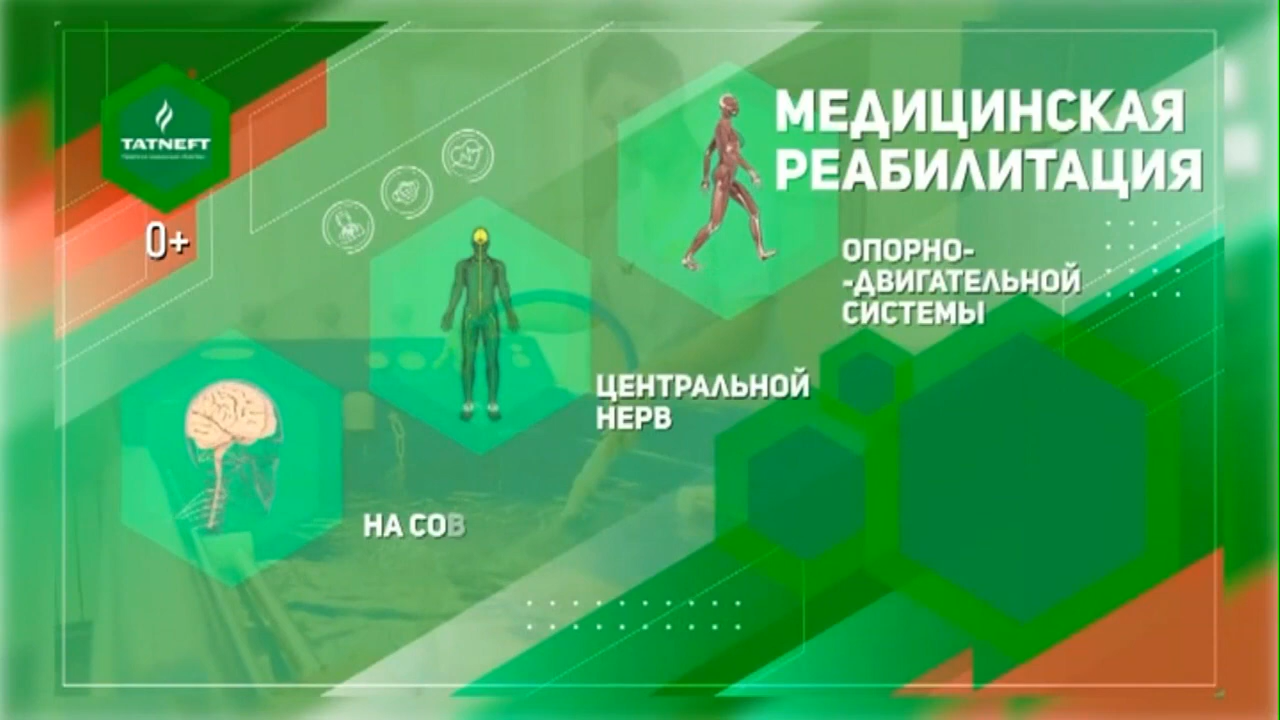 TATNEFT
0+
МЕДИЦИНСКАЯ
РЕАБИЛИТАЦИЯ
ОПОРНО-
-ДВИГАТЕЛЬНОЙ
СИСТЕМЫ
ЦЕНТРАЛЬНОЙ
НЕРВ
НА СОВ